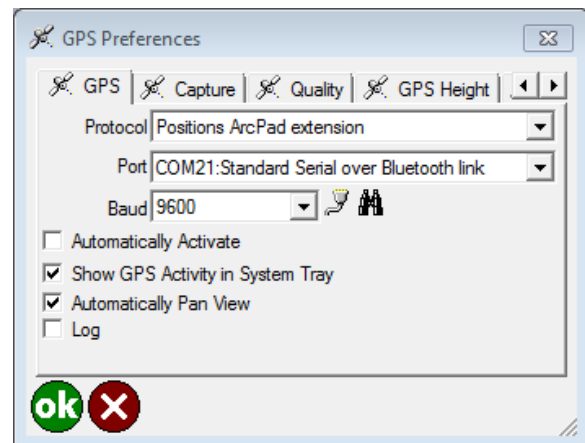 GPS Preferences
GPS Capture Quality GPS Height
Protocol Positions ArcPad extension
Port COM21:Standard Serial over Bluetooth link
Baud 9600
Automatically Activate
Show GPS Activity in System Tray
Automatically Pan View
Log
ok